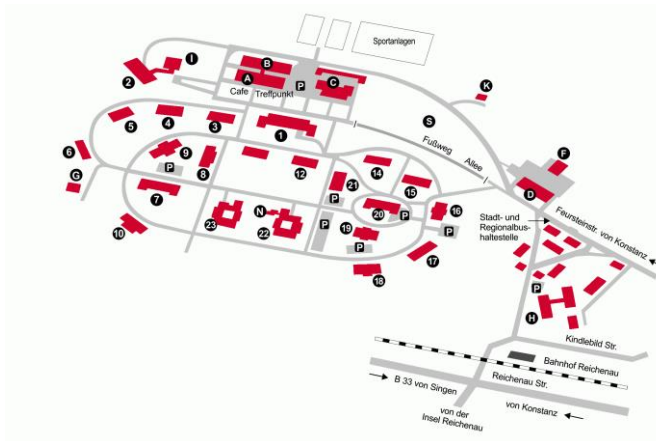 Sportanlagen
I
B
2
A
P
C
K
Cafe Treffpunkt
5
4
3
1
S
Fußweg
Allee
6
9
P
8
12
14
F
G
7
21
15
D
P
20
P
16
P
Stadt- und
Regionalbus-
haltestelle
Feursteinstr. von Konstanz
10
23
N
22
P
19
P
17
18
P
H
Kindlebild Str.
Bahnhof Reichenau
Reichenau Str.
B 33 von Singen
von Konstanz
von der
Insel Reichenau